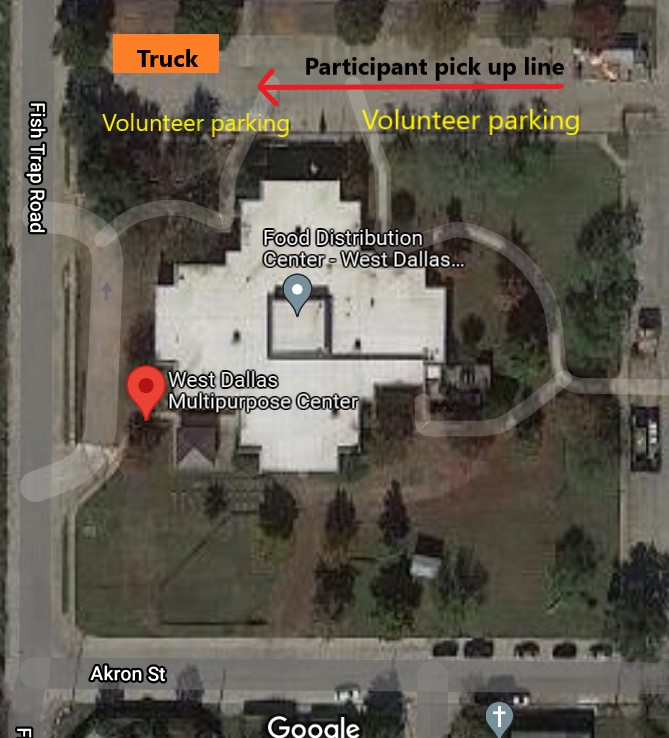 Truck
Participant pick up line
Volunteer parking
Volunteer parking
Fish Trap Road
Food Distribution
Center - West Dallas...
West Dallas
Multipurpose Center
Akron St
F
Google